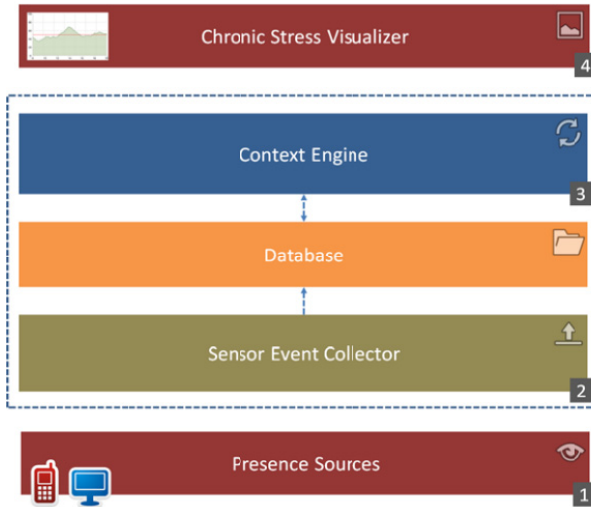 Chronic Stress Visualizer
4
Context Engine
3
Database
Sensor Event Collector
2
Presence Sources
1